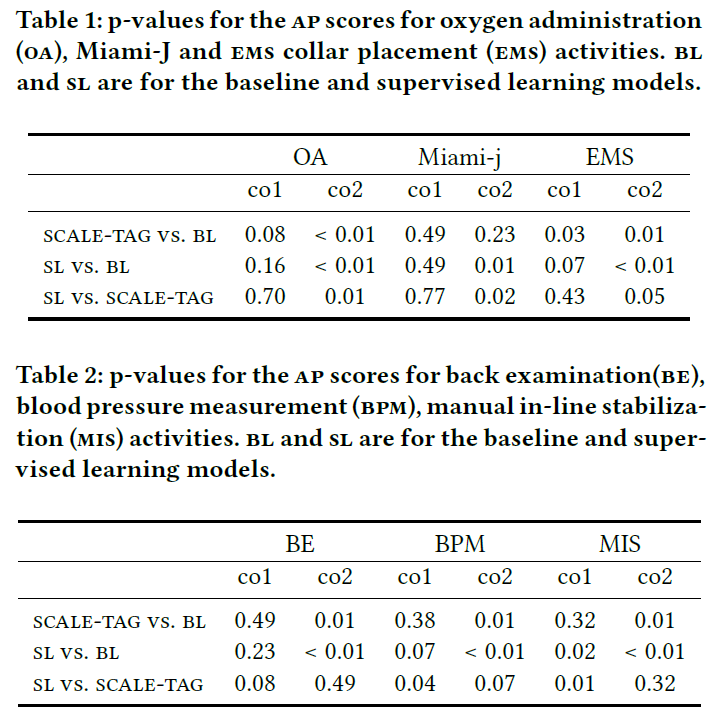 Table 1: p-values for the AP scores for oxygen administration
(OA), Miami-J and EMS collar placement (EMS) activities. BL
and SL are for the baseline and supervised learning models.
OA Miami-j EMS
co1 co2 co1 co2 co1 co2
SCALE-TAG VS. BL 0.08 < 0.01 0.49 0.23 0.03 0.01
SL VS. BL 0.16 < 0.01 0.49 0.01 0.07 < 0.01
SL VS. SCALE-TAG 0.70 0.01 0.77 0.02 0.43 0.05
Table 2: p-values for the AP scores for back examination(BE),
blood pressure measurement (BPM), manual in-line stabiliza-
tion (MIS) activities. BL and SL are for the baseline and super-
vised learning models.
BE BPM MIS
co1 co2 co1 co2 co1 co2
SCALE-TAG VS. BL 0.49 0.01 0.38 0.01 0.32 0.01
SL VS. BL 0.23 < 0.01 0.07 < 0.01 0.02 < 0.01
SL VS. SCALE-TAG 0.08 0.49 0.04 0.07 0.01 0.32